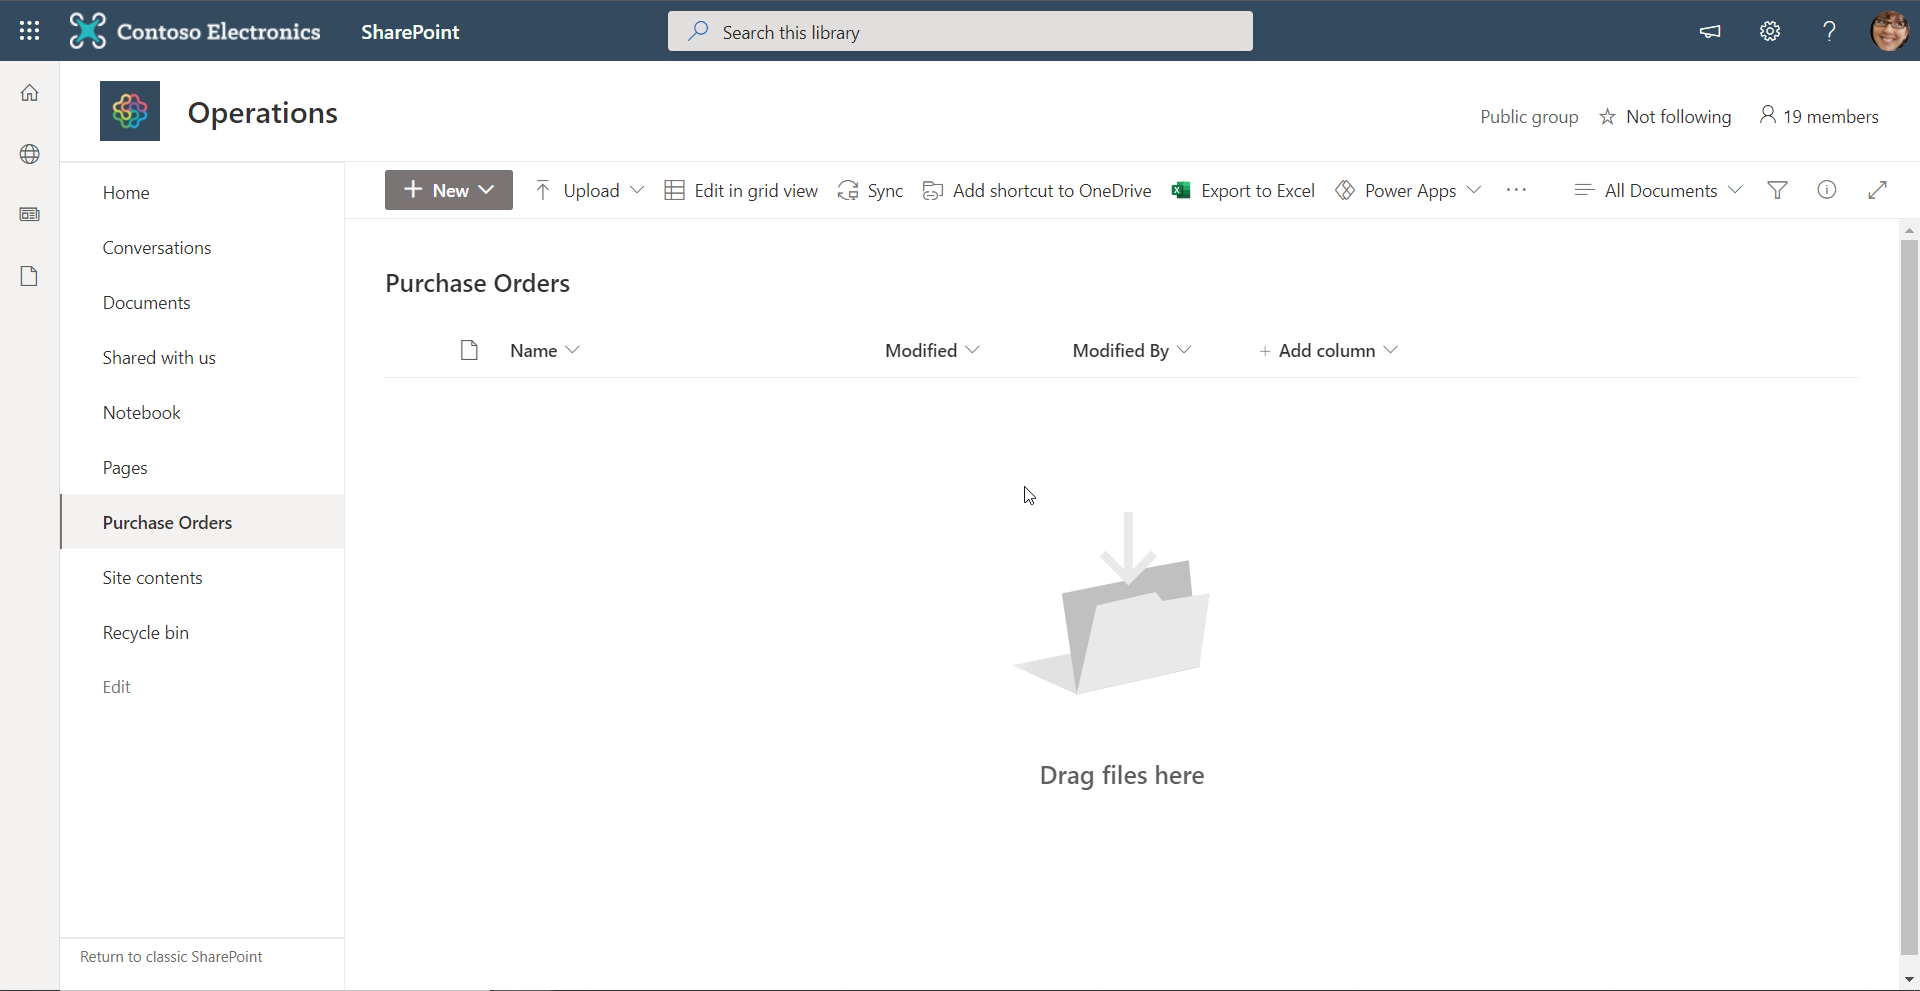 Contoso Electronics
SharePoint
Search this library
?
Operations
Public group
Not following
19 members
Home
Conversations
Documents
Shared with us
Notebook
Pages
Purchase Orders
Site contents
Recycle bin
Edit
Return to classic SharePoint
+ New
Upload
Edit in grid view
Sync
Add shortcut to OneDrive
Export to Excel
Power Apps
...
All Documents
Purchase Orders
Name
Modified
Modified By
+ Add column
Drag files here